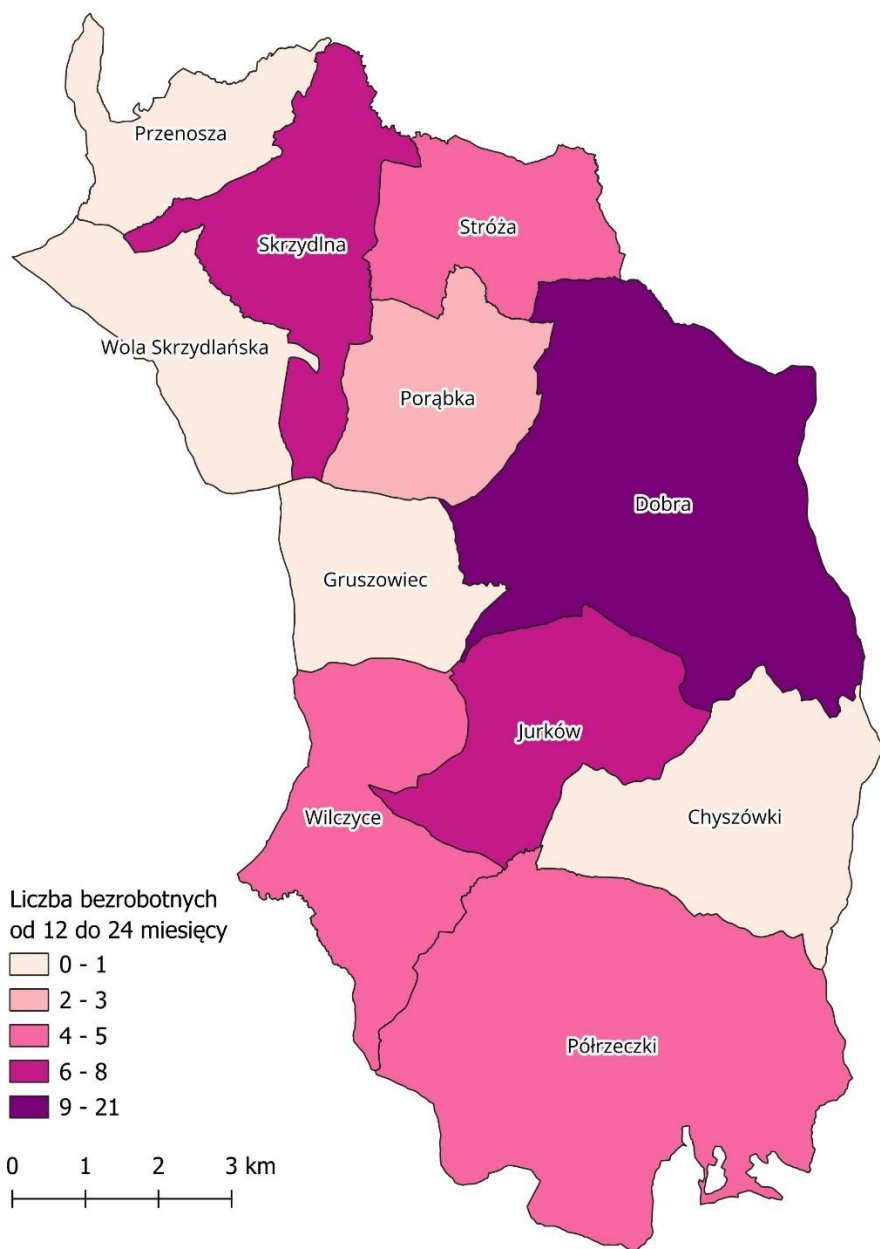 Przenosza
Skrzydlna
Stróża
Wola Skrzydlańska
Porąbka
Dobra
Gruszowiec
Jurków
Wilczyce
Chyszówki
Półrzeczki
Liczba bezrobotnych
od 12 do 24 miesięcy
0 - 1
2 - 3
4 - 5
6 - 8
9 - 21
0 1 2 3 km